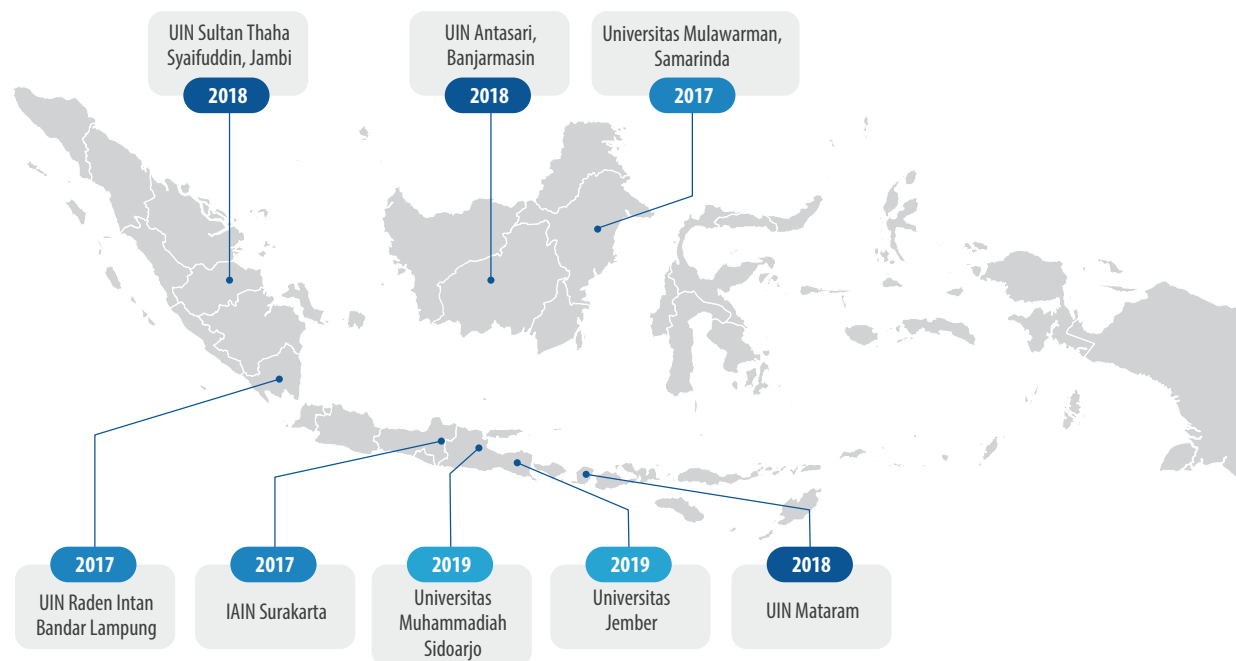 UIN Sultan Thaha
Syaifuddin, Jambi
2018
UIN Antasari,
Banjarmasin
2018
Universitas Mulawarman,
Samarinda
2017
2017
UIN Raden Intan
Bandar Lampung
2017
IAIN Surakarta
2019
Universitas
Muhammadiah
Sidoarjo
2019
Universitas
Jember
2018
UIN Mataram